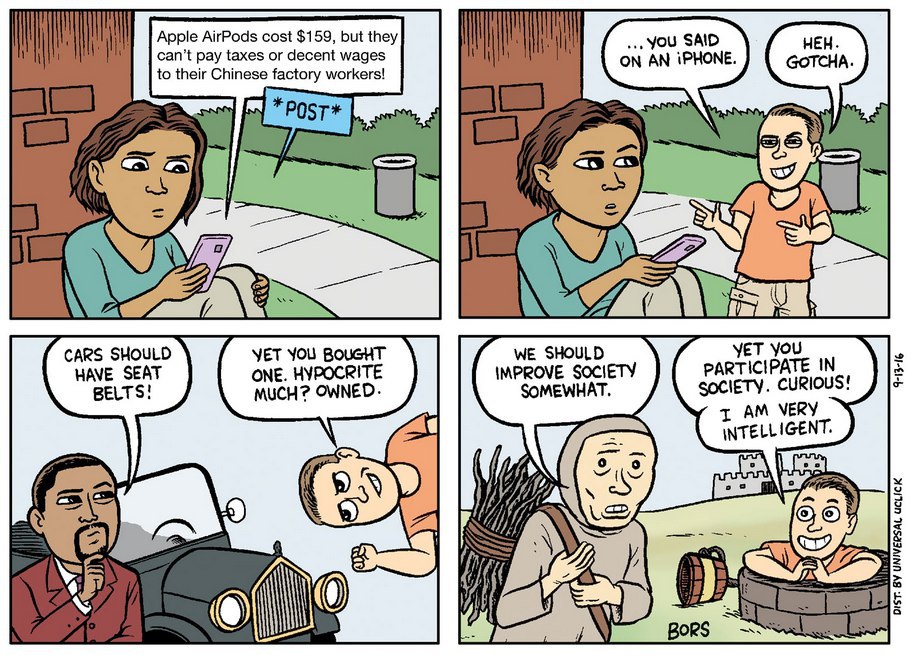 Apple AirPods cost $159, but they
can't pay taxes or decent wages
to their Chinese factory workers!
*POST*
...YOU SAID
ON AN iPHONE.
HEH.
GOTCHA.
CARS SHOULD
HAVE SEAT
BELTS!
YET YOU BOUGHT
ONE. HYPOCRITE
MUCH? OWNED.
WE SHOULD
IMPROVE SOCIETY
SOMEWHAT.
YET YOU
PARTICIPATE IN
SOCIETY. CURIOUS!
I AM VERY
INTELLIGENT.
BORS
9-13-16
DIST. BY UNIVERSAL UCLICK